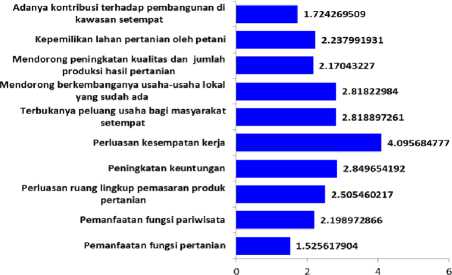 Adanya kontribusi terhadap pembangunan di
kawasan setempat
1.724269509
Kepemilikan lahan pertanian oleh petani
2.237991931
Mendorong peningkatan kualitas dan jumlah
produksi hasil pertanian
2.17043227
Mendorong berkembanganya usaha-usaha lokal
yang sudah ada
2.81822984
Terbukanya peluang usaha bagi masyarakat
setempat
2.818897261
Perluasan kesempatan kerja
4.095684777
Peningkatan keuntungan
2.849654192
Perluasan ruang lingkup pemasaran produk
pertanian
2.505460217
Pemanfaatan fungsi pariwisata
2.198972866
Pemanfaatan fungsi pertanian
1.525617904
0 2 4 6